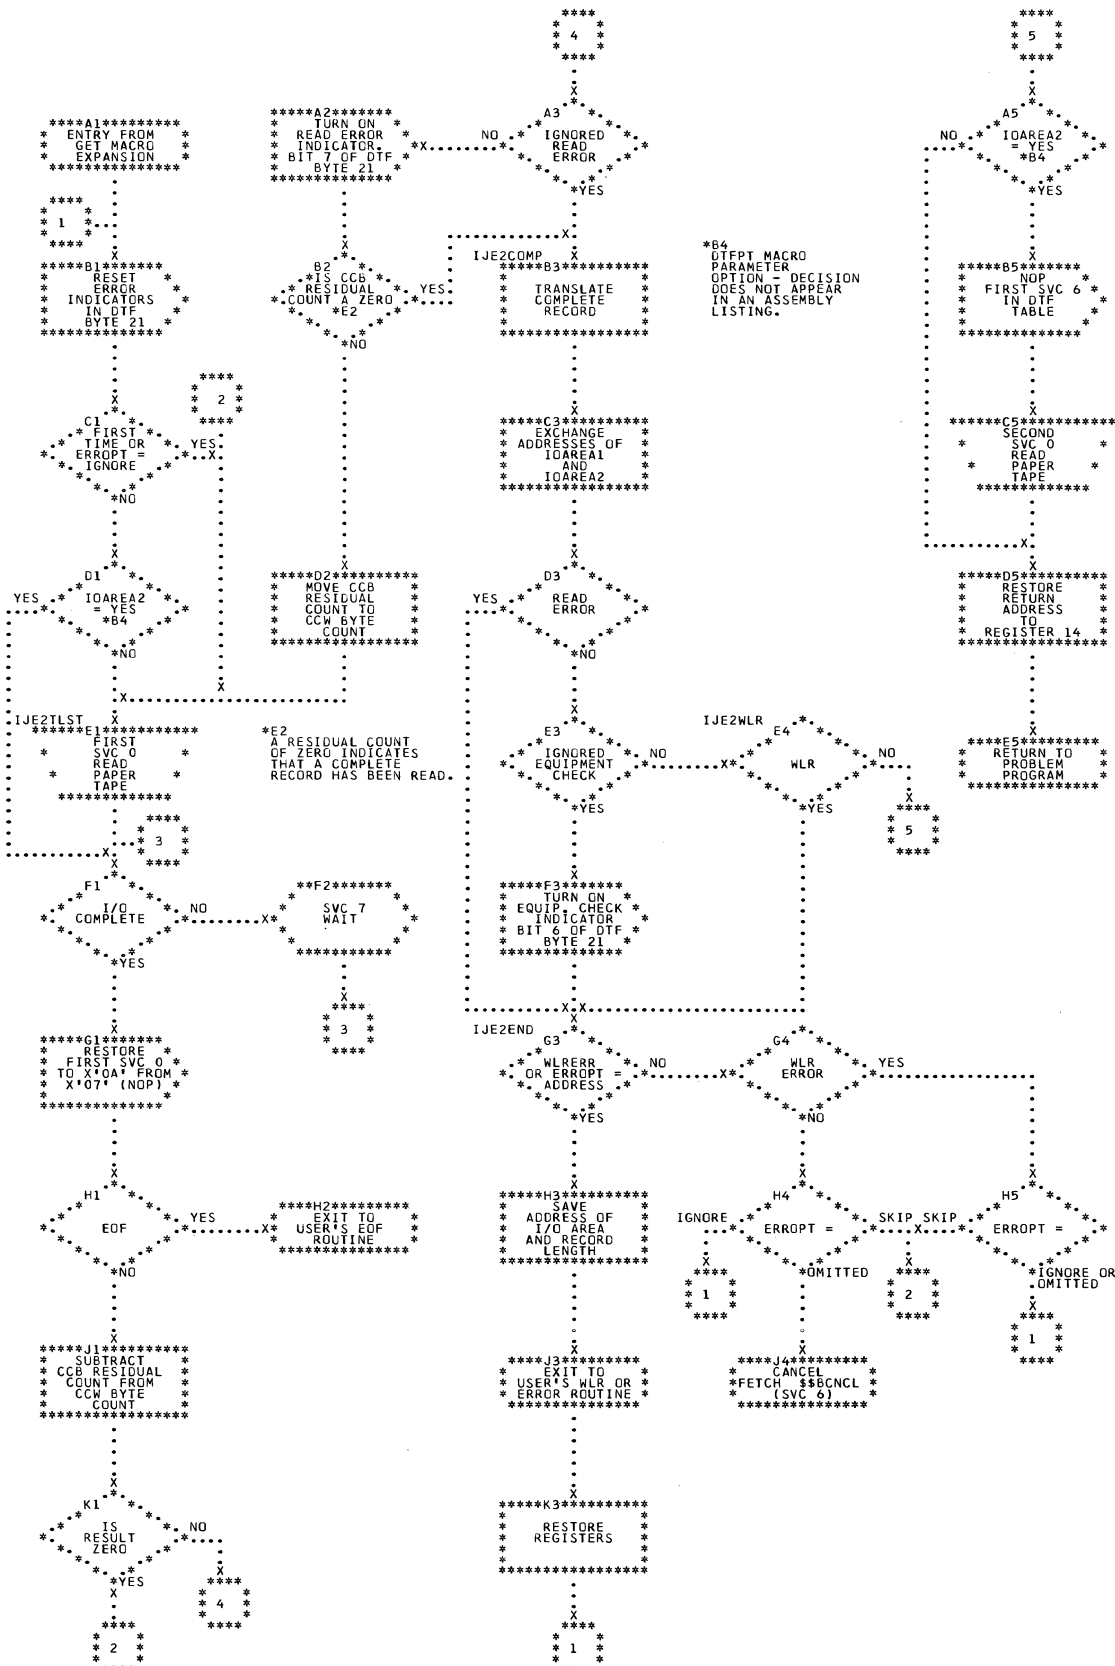 4
5
A1
ENTRY FROM
GET MACRO
EXPANSION
A2
TURN ON
READ ERROR
INDICATOR.
BIT 7 OF DTF
BYTE 21
A3
IGNORED
READ
ERROR
NO
YES
A5
IOAREA2
= YES
*B4
NO
YES
1
B1
RESET
ERROR
INDICATORS
IN DTF
BYTE 21
B2
IS CCB
RESIDUAL
COUNT A ZERO
*E2
YES
NO
IJE2COMP
B3
TRANSLATE
COMPLETE
RECORD
*B4
DTFPT MACRO
PARAMETER
OPTION - DECISION
DOES NOT APPEAR
IN AN ASSEMBLY
LISTING.
B5
NOP
FIRST SVC 6
IN DTF
TABLE
2
C1
FIRST
TIME OR
ERROPT =
IGNORE
YES
NO
C3
EXCHANGE
ADDRESSES OF
IOAREA1
AND
IOAREA2
C5
SECOND
SVC 0
READ
PAPER
TAPE
D1
IOAREA2
= YES
*B4
YES
NO
D2
MOVE CCB
RESIDUAL
COUNT TO
CCW BYTE
COUNT
D3
READ
ERROR
YES
NO
D5
RESTORE
RETURN
ADDRESS
TO
REGISTER 14
IJE2TLST
E1
FIRST
SVC 0
READ
PAPER
TAPE
*E2
A RESIDUAL COUNT
OF ZERO INDICATES
THAT A COMPLETE
RECORD HAS BEEN READ.
E3
IGNORED
EQUIPMENT
CHECK
NO
YES
IJE2WLR
E4
WLR
NO
YES
E5
RETURN TO
PROBLEM
PROGRAM
3
5
F1
I/O
COMPLETE
NO
YES
F2
SVC 7
WAIT
F3
TURN ON
EQUIP. CHECK
INDICATOR
BIT 6 OF DTF
BYTE 21
3
G1
RESTORE
FIRST SVC 0
TO X'0A' FROM
X'07' (NOP)
IJE2END
G3
WLRERR
OR ERROPT =
ADDRESS
NO
YES
G4
WLR
ERROR
YES
NO
H1
EOF
YES
NO
H2
EXIT TO
USER'S EOF
ROUTINE
H3
SAVE
ADDRESS OF
I/O AREA
AND RECORD
LENGTH
H4
ERROPT =
IGNORE
SKIP
OMITTED
H5
ERROPT =
SKIP
IGNORE OR
OMITTED
1
2
1
J1
SUBTRACT
CCB RESIDUAL
COUNT FROM
CCW BYTE
COUNT
J3
EXIT TO
USER'S WLR OR
ERROR ROUTINE
J4
CANCEL
FETCH $$BCNCL
(SVC 6)
K1
IS
RESULT
ZERO
NO
YES
K3
RESTORE
REGISTERS
4
2
1